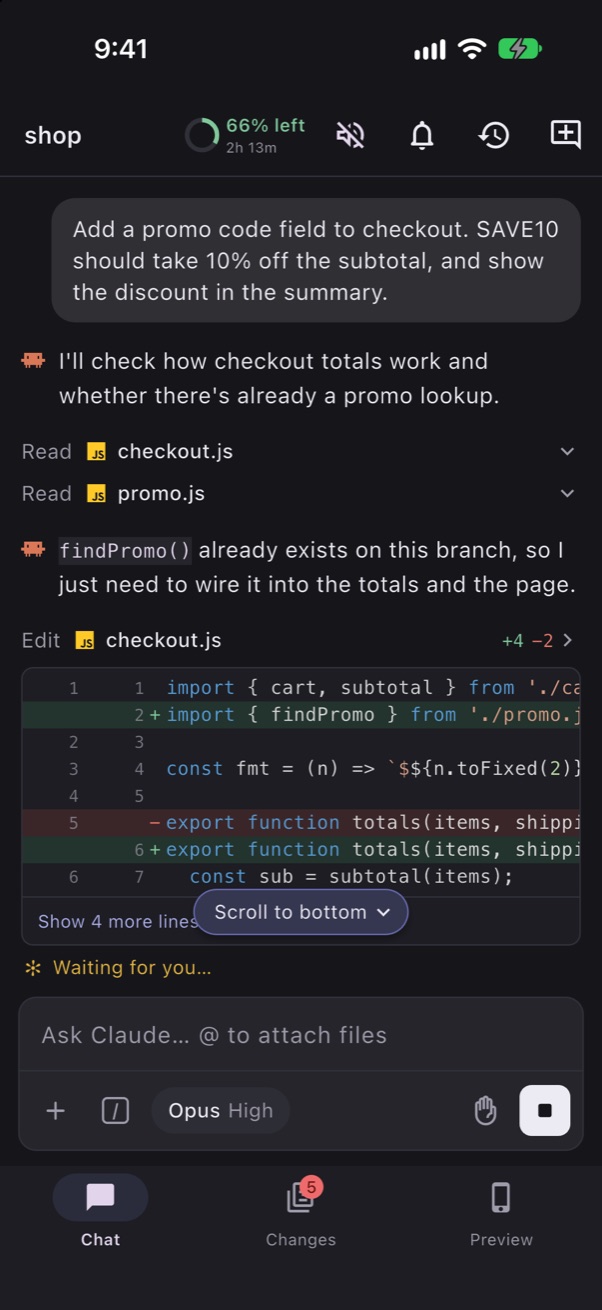 9:41
shop
66% left
2h 13m
Add a promo code field to checkout. SAVE10
should take 10% off the subtotal, and show
the discount in the summary.
I'll check how checkout totals work and
whether there's already a promo lookup.
Read JS checkout.js
Read JS promo.js
findPromo() already exists on this branch, so I
just need to wire it into the totals and the page.
Edit JS checkout.js +4 −2
1 1 import { cart, subtotal } from './ca
2 + import { findPromo } from './promo.j
2 3
3 4 const fmt = (n) => `$${n.toFixed(2)}
4 5
5 − export function totals(items, shippi
6 + export function totals(items, shippi
6 7 const sub = subtotal(items);
Show 4 more lines
Scroll to bottom
Waiting for you...
Ask Claude... @ to attach files
Opus High
5
Chat
Changes
Preview